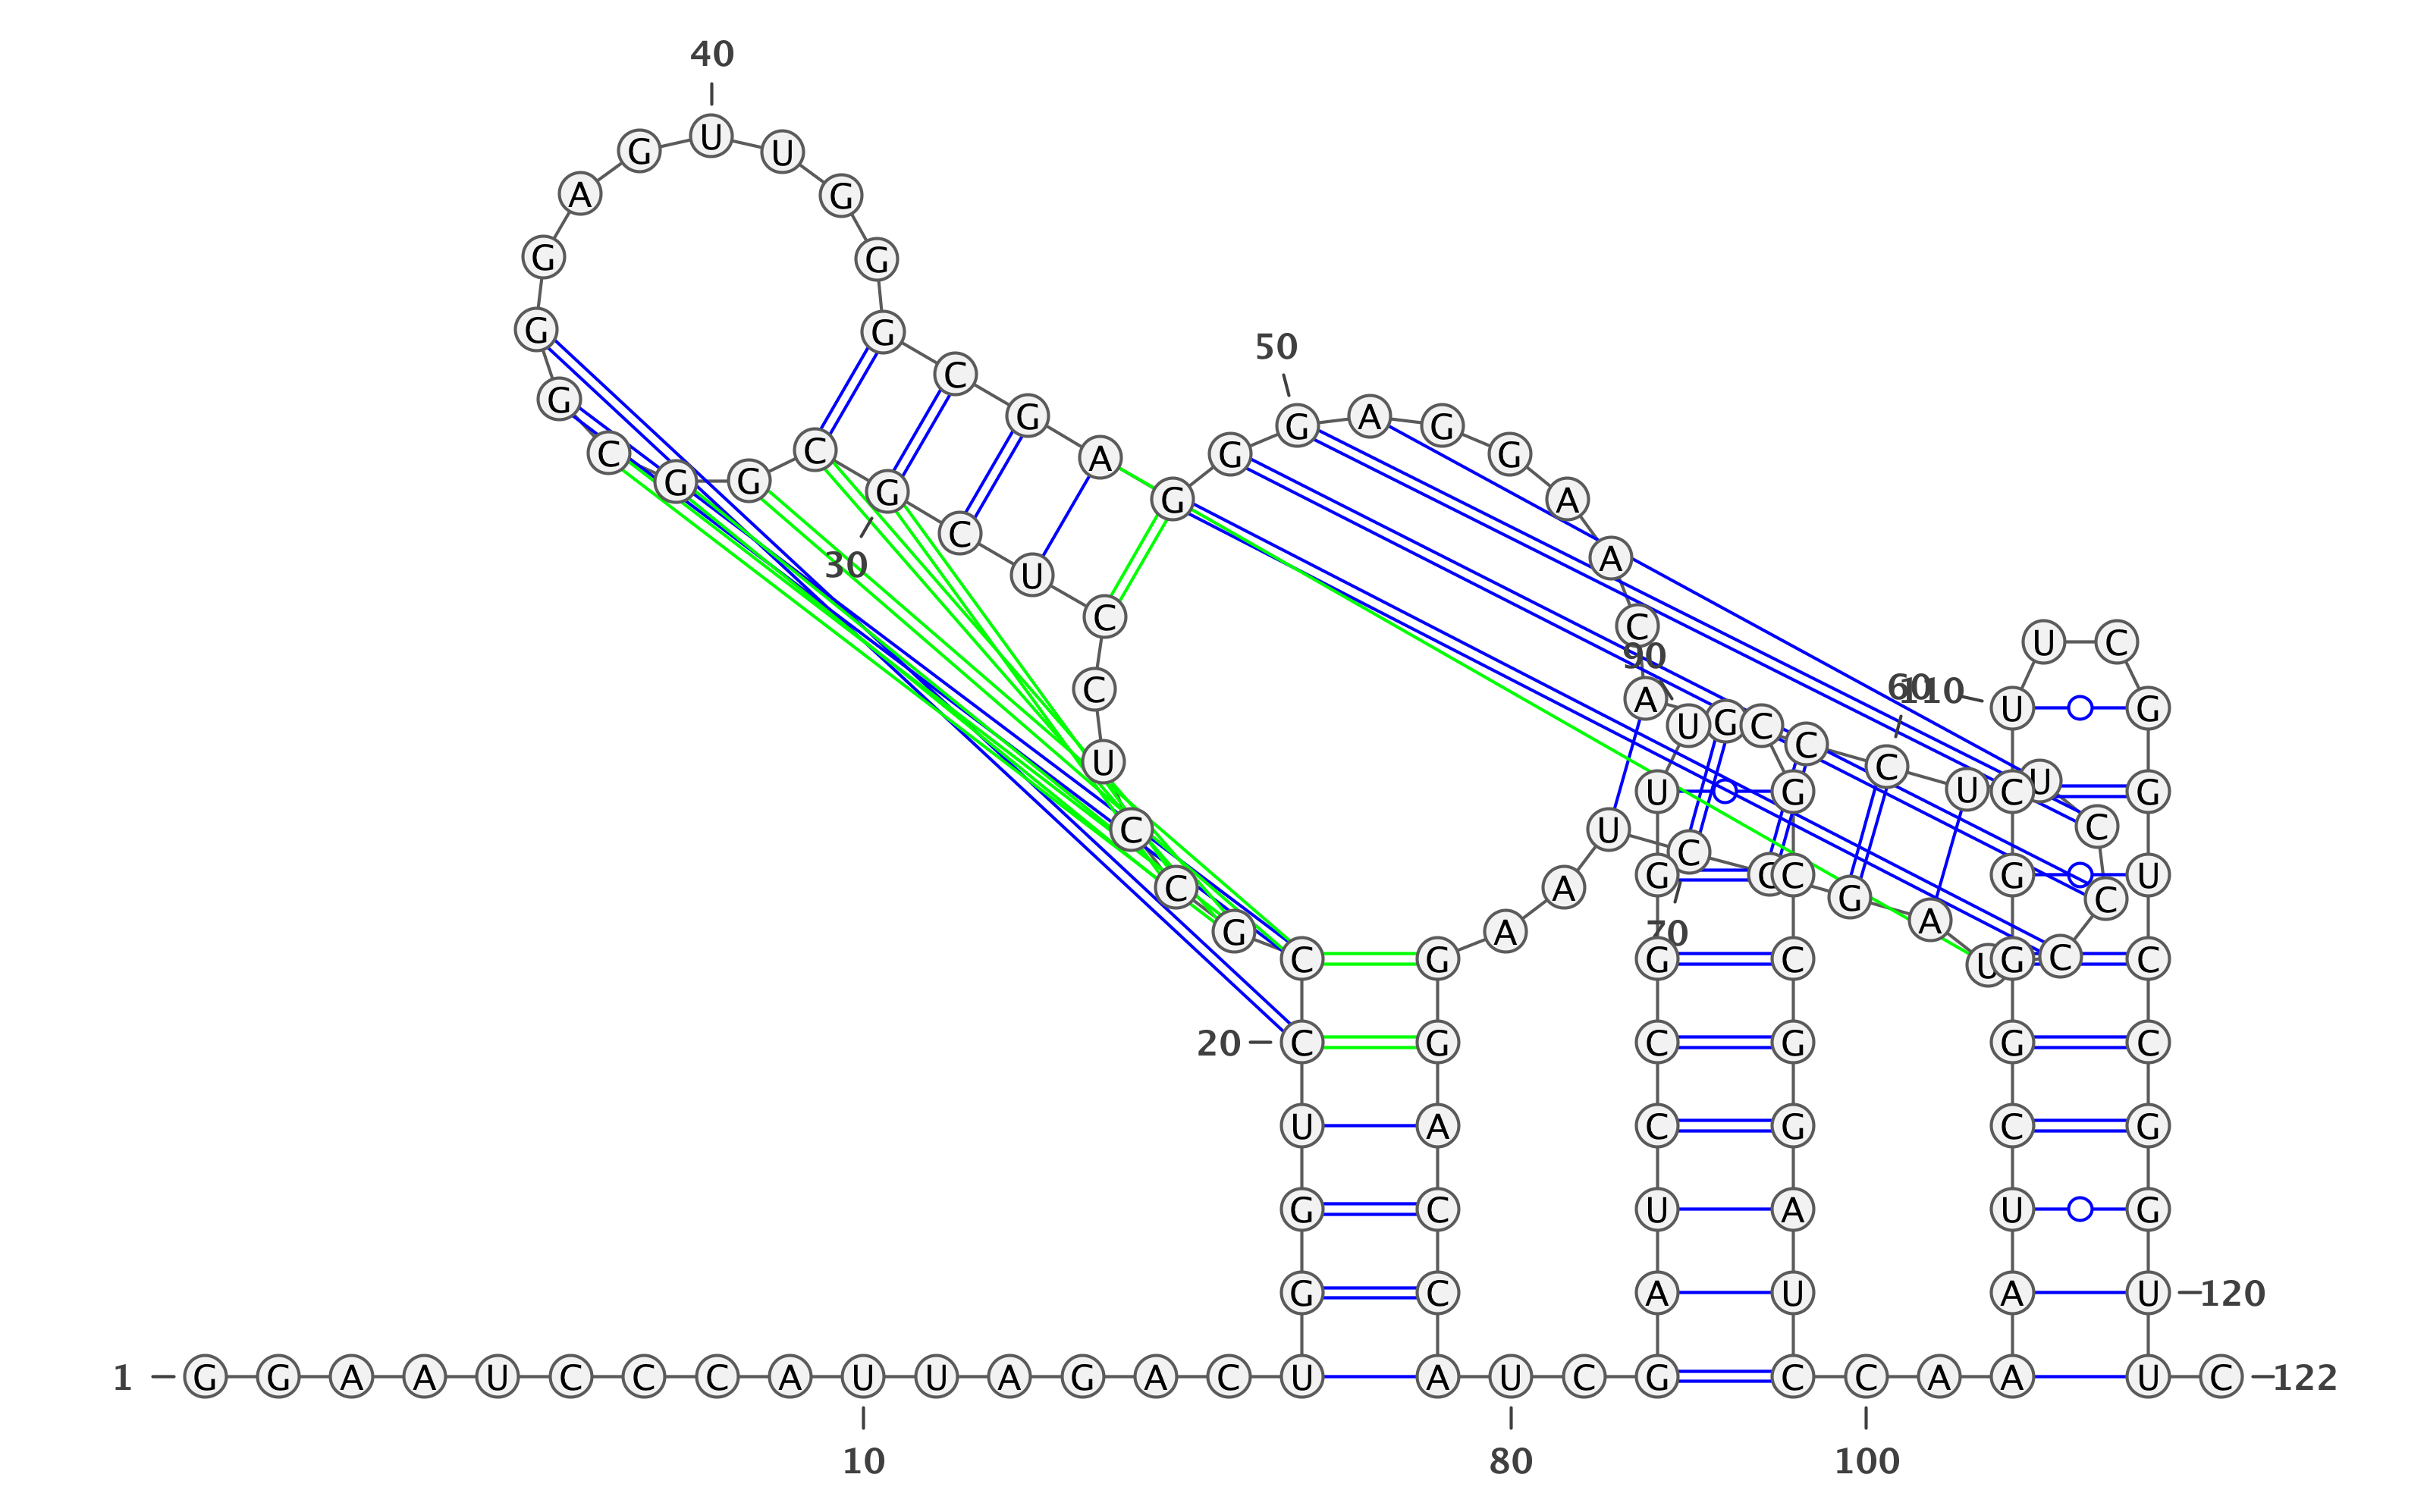 40
G U U
A G
G G
G G
50
C
G G G A G
C C A G G
G G G G A
C A
30 U
C C
U C
90
C A 60 110 U G
U G C C
U C
U G U C U G
C U C
C
C A G C C G G C U
G A 70 A
C G G C U G C C
20 C G C G G C
U A C G C G
G C U A U G
G C A U A U 120
1 G G A A U C C C A U U A G A C U A U C G C C A A U C 122
10 80 100